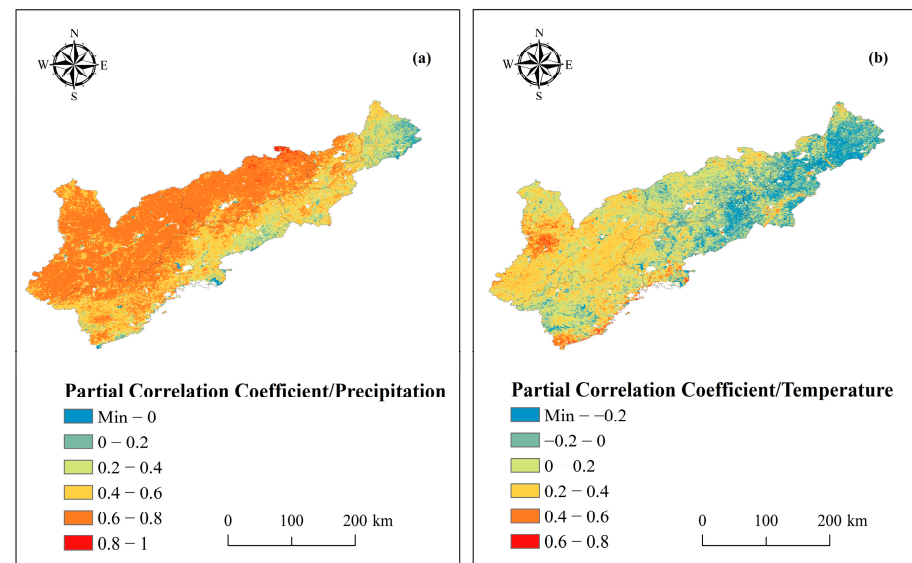 N
W E
S
(a)
Partial Correlation Coefficient/Precipitation
Min − 0
0 − 0.2
0.2 − 0.4
0.4 − 0.6
0.6 − 0.8
0.8 − 1
0 100 200 km
N
W E
S
(b)
Partial Correlation Coefficient/Temperature
Min − −0.2
−0.2 − 0
0 0.2
0.2 − 0.4
0.4 − 0.6
0.6 − 0.8
0 100 200 km